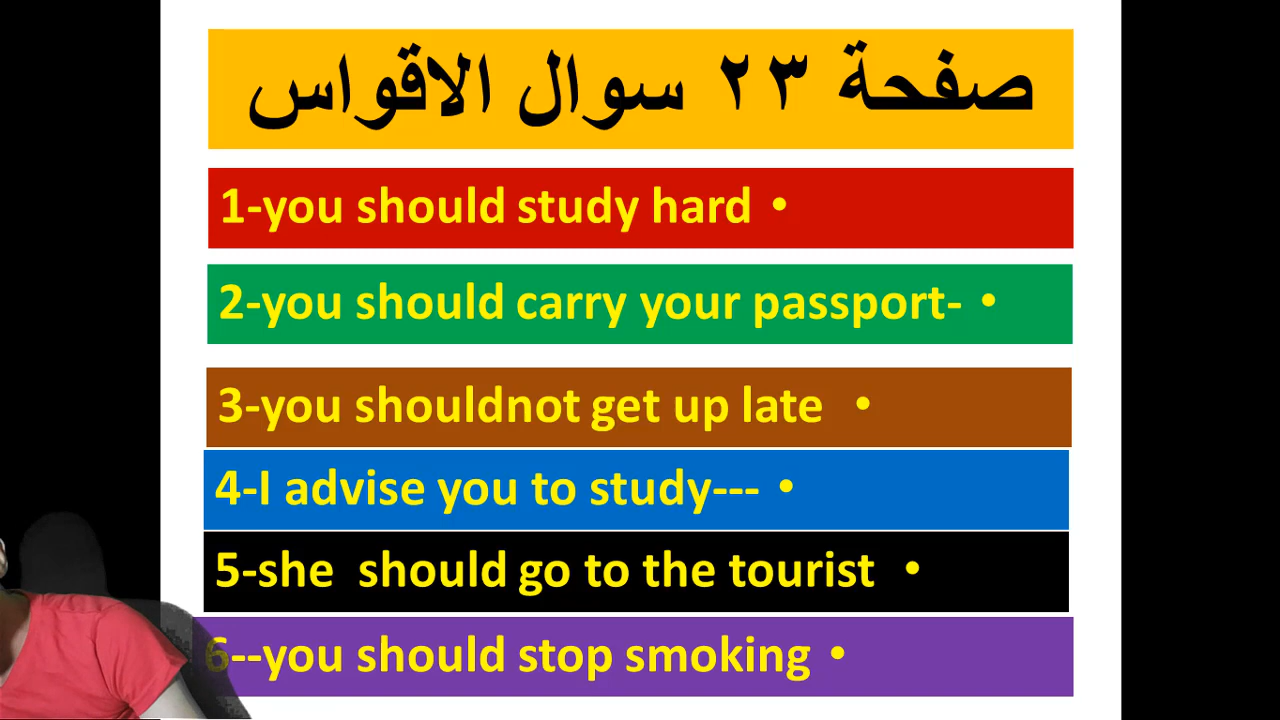 صفحة ٢٣ سوال الاقواس
1-you should study hard •
2-you should carry your passport- •
3-you shouldnot get up late •
4-I advise you to study--- •
5-she should go to the tourist •
6--you should stop smoking •